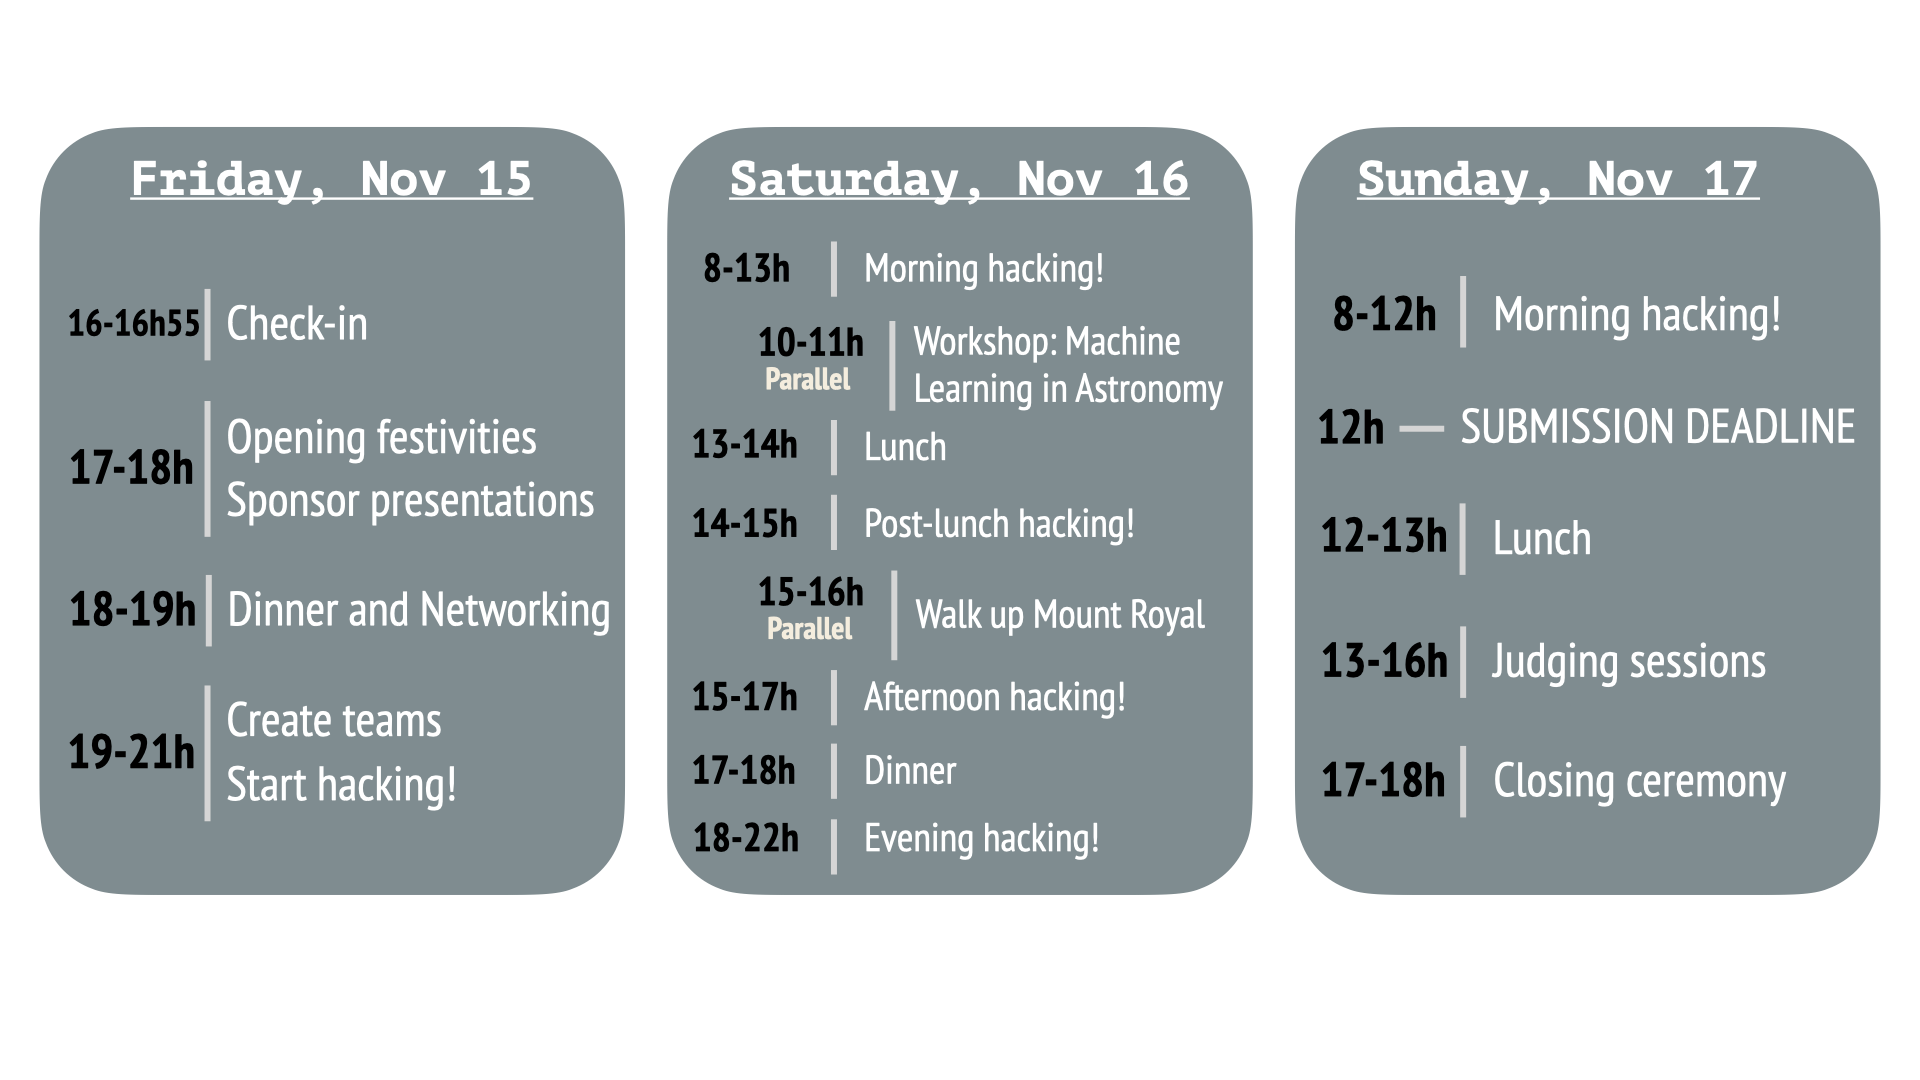 Friday, Nov 15
16-16h55 Check-in
17-18h Opening festivities
Sponsor presentations
18-19h Dinner and Networking
19-21h Create teams
Start hacking!
Saturday, Nov 16
8-13h Morning hacking!
10-11h Workshop: Machine
Parallel Learning in Astronomy
13-14h Lunch
14-15h Post-lunch hacking!
15-16h Walk up Mount Royal
Parallel
15-17h Afternoon hacking!
17-18h Dinner
18-22h Evening hacking!
Sunday, Nov 17
8-12h Morning hacking!
12h — SUBMISSION DEADLINE
12-13h Lunch
13-16h Judging sessions
17-18h Closing ceremony